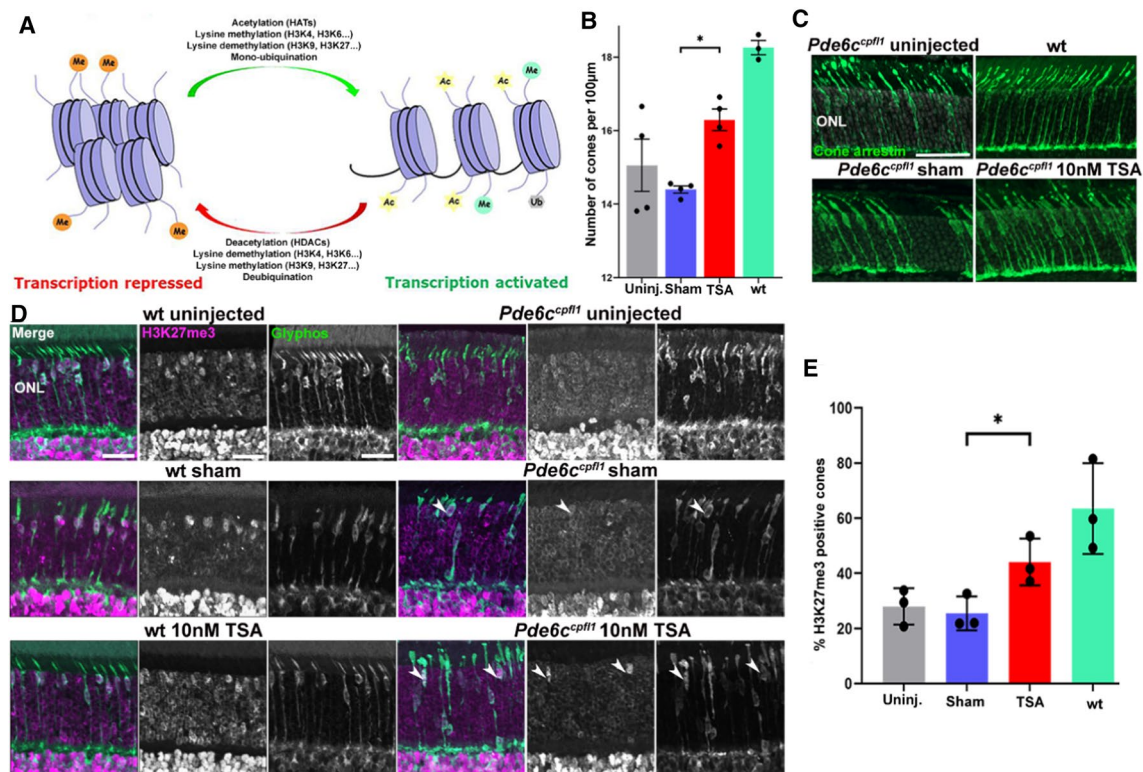 A
Acetylation (HATs)
Lysine methylation (H3K4, H3K6...)
Lysine demethylation (H3K9, H3K27...)
Mono-ubiquination
Me
Me
Me
Me
Me
Ac
Ac
Me
Ac
Ac
Me
Ub
Deacetylation (HDACs)
Lysine demethylation (H3K4, H3K6...)
Lysine methylation (H3K9, H3K27...)
Deubiquination
Transcription repressed
Transcription activated
B
Number of cones per 100µm
18
16
14
12
*
Uninj.
Sham
TSA
wt
C
Pde6c^cpfl1 uninjected
wt
ONL
Cone arrestin
Pde6c^cpfl1 sham
Pde6c^cpfl1 10nM TSA
D
wt uninjected
Pde6c^cpfl1 uninjected
Merge
H3K27me3
Glyphos
ONL
wt sham
Pde6c^cpfl1 sham
wt 10nM TSA
Pde6c^cpfl1 10nM TSA
E
% H3K27me3 positive cones
100
80
60
40
20
0
*
Uninj.
Sham
TSA
wt